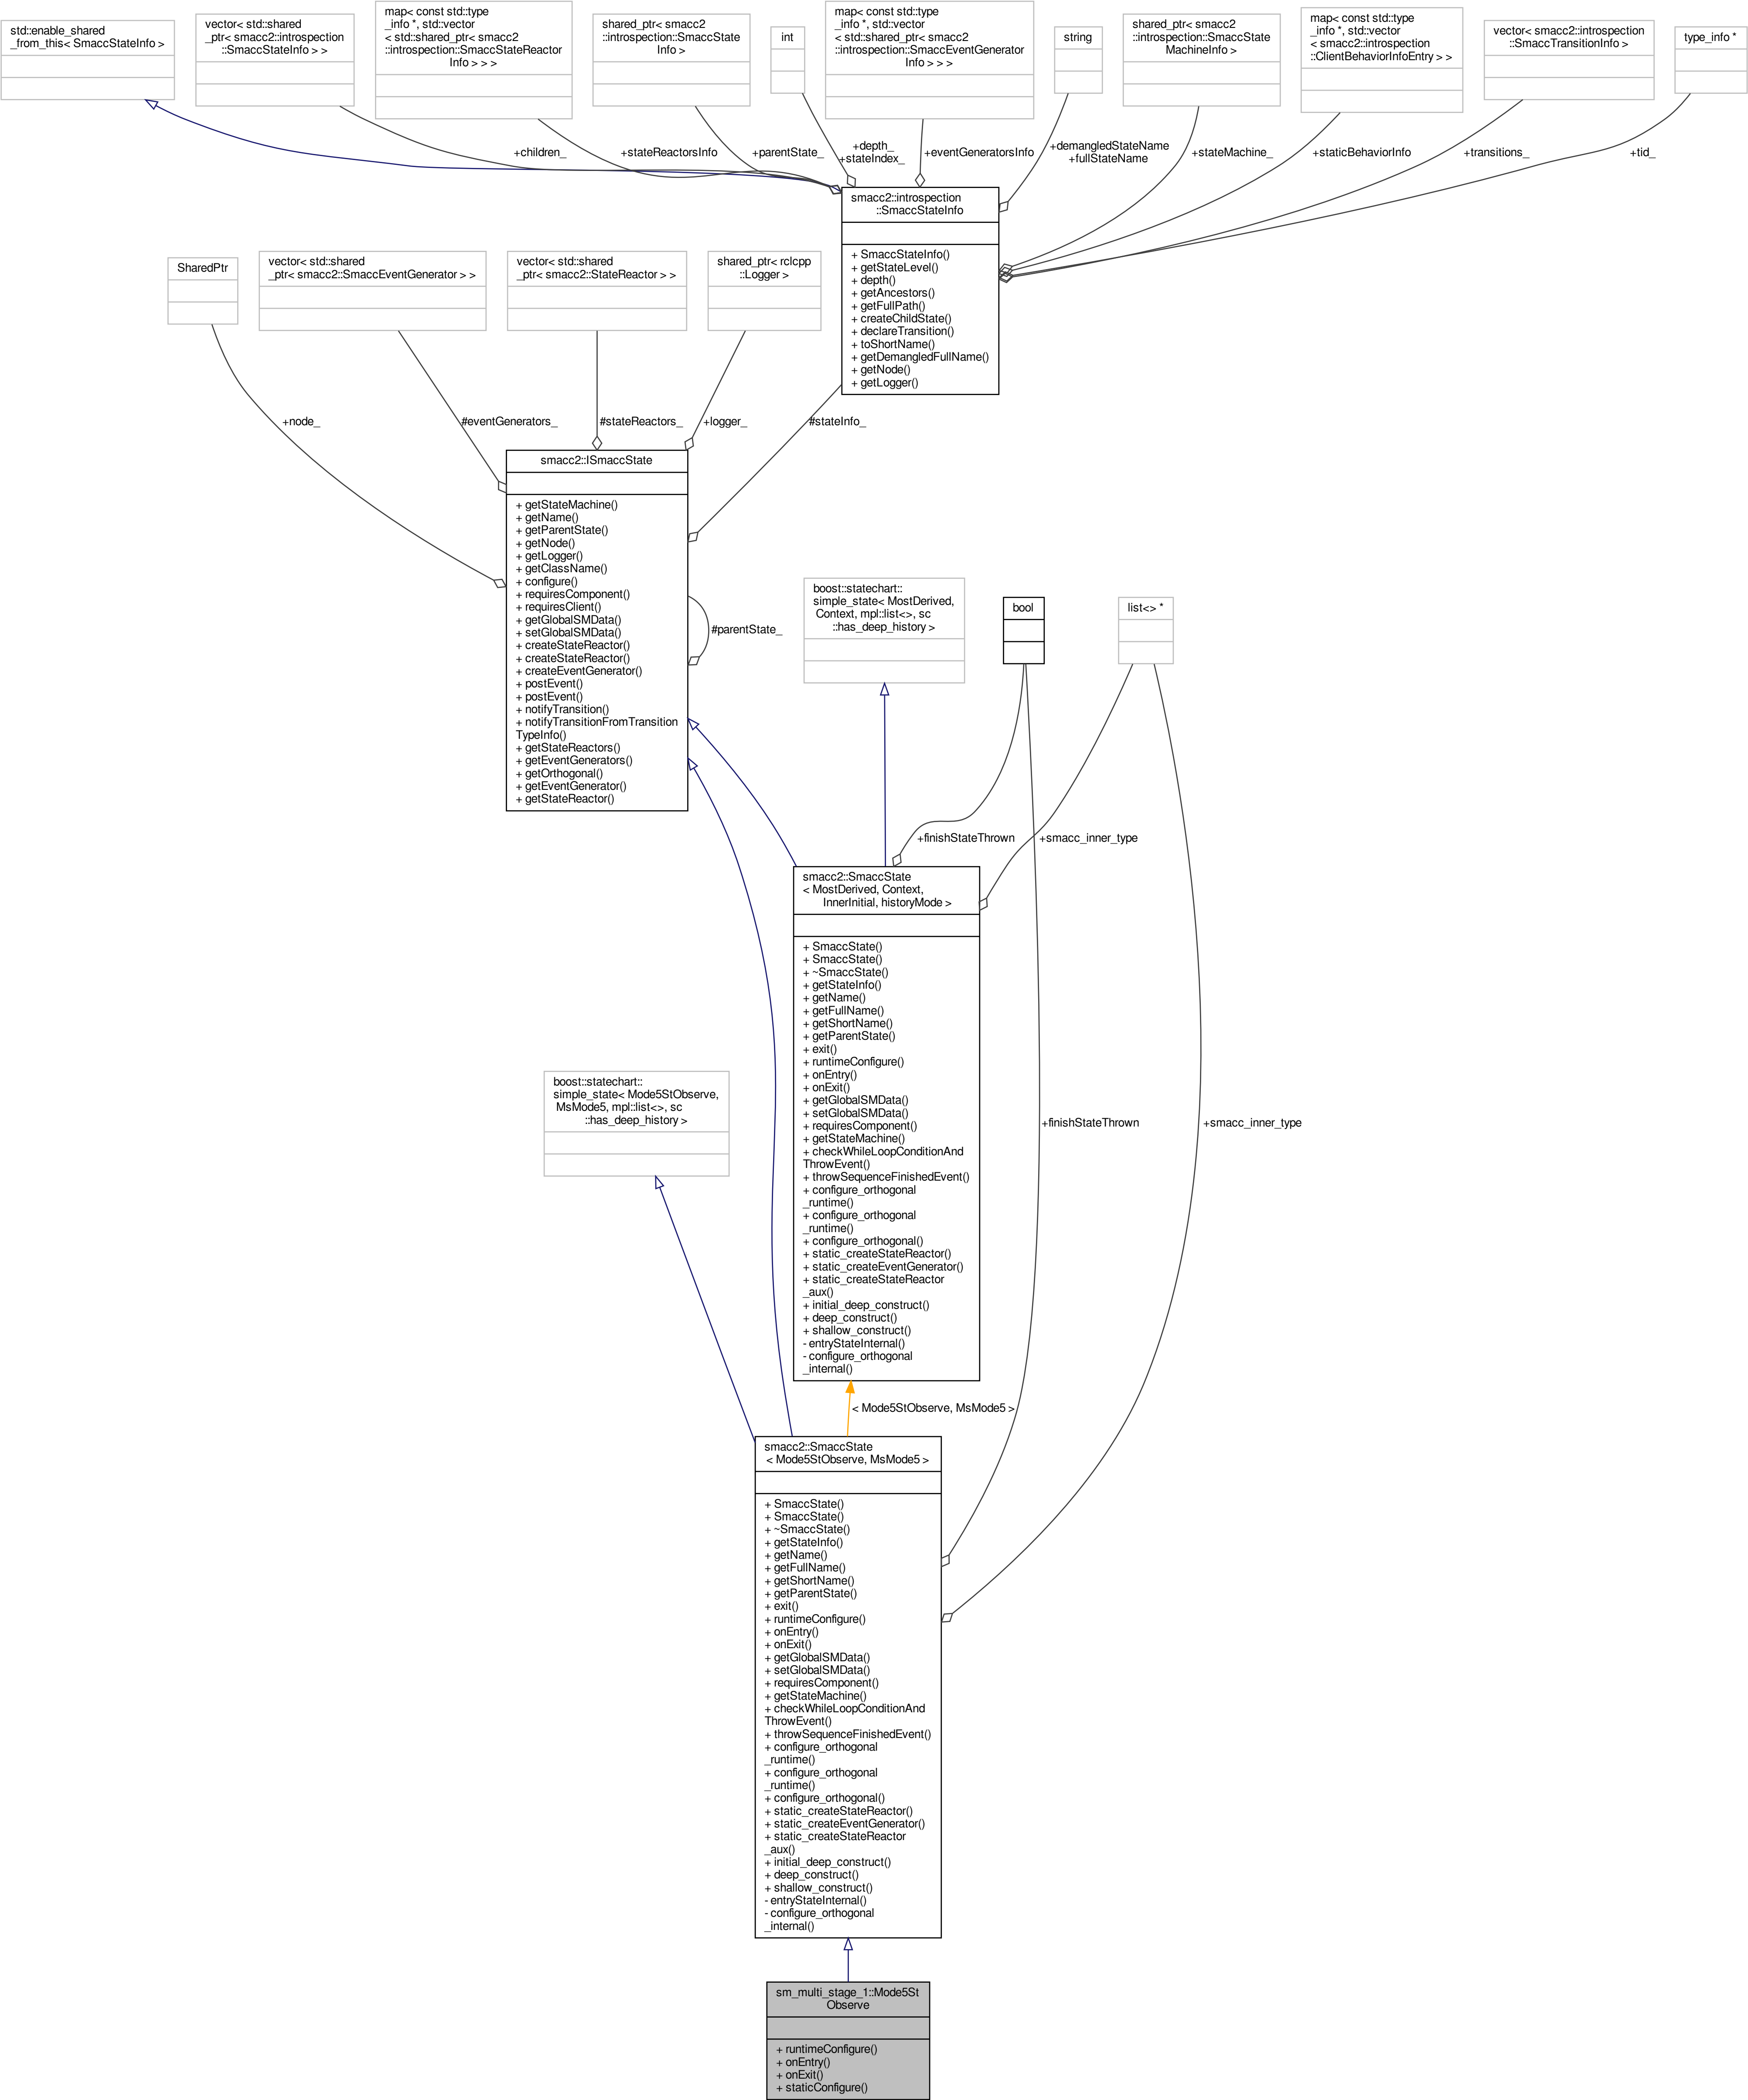 std::enable_shared
_from_this< SmaccStateInfo >
vector< std::shared
_ptr< smacc2::introspection
::SmaccStateInfo > >
map< const std::type
_info *, std::vector
< std::shared_ptr< smacc2
::introspection::SmaccStateReactor
Info > > >
shared_ptr< smacc2
::introspection::SmaccState
Info >
int
map< const std::type
_info *, std::vector
< std::shared_ptr< smacc2
::introspection::SmaccEventGenerator
Info > > >
string
shared_ptr< smacc2
::introspection::SmaccState
MachineInfo >
map< const std::type
_info *, std::vector
< smacc2::introspection
::ClientBehaviorInfoEntry > >
vector< smacc2::introspection
::SmaccTransitionInfo >
type_info *
+children_
+stateReactorsInfo
+parentState_
+depth_
+stateIndex_
+eventGeneratorsInfo
+demangledStateName
+fullStateName
+stateMachine_
+staticBehaviorInfo
+transitions_
+tid_
smacc2::introspection
::SmaccStateInfo
+ SmaccStateInfo()
+ getStateLevel()
+ depth()
+ getAncestors()
+ getFullPath()
+ createChildState()
+ declareTransition()
+ toShortName()
+ getDemangledFullName()
+ getNode()
+ getLogger()
SharedPtr
vector< std::shared
_ptr< smacc2::SmaccEventGenerator > >
vector< std::shared
_ptr< smacc2::StateReactor > >
shared_ptr< rclcpp
::Logger >
+node_
#eventGenerators_
#stateReactors_
+logger_
#stateInfo_
smacc2::ISmaccState
+ getStateMachine()
+ getName()
+ getParentState()
+ getNode()
+ getLogger()
+ getClassName()
+ configure()
+ requiresComponent()
+ requiresClient()
+ getGlobalSMData()
+ setGlobalSMData()
+ createStateReactor()
+ createStateReactor()
+ createEventGenerator()
+ postEvent()
+ postEvent()
+ notifyTransition()
+ notifyTransitionFromTransition
TypeInfo()
+ getStateReactors()
+ getEventGenerators()
+ getOrthogonal()
+ getEventGenerator()
+ getStateReactor()
#parentState_
boost::statechart::
simple_state< MostDerived,
Context, mpl::list<>, sc
::has_deep_history >
bool
list<> *
+finishStateThrown
+smacc_inner_type
smacc2::SmaccState
< MostDerived, Context,
InnerInitial, historyMode >
+ SmaccState()
+ SmaccState()
+ ~SmaccState()
+ getStateInfo()
+ getName()
+ getFullName()
+ getShortName()
+ getParentState()
+ exit()
+ runtimeConfigure()
+ onEntry()
+ onExit()
+ getGlobalSMData()
+ setGlobalSMData()
+ requiresComponent()
+ getStateMachine()
+ checkWhileLoopConditionAnd
ThrowEvent()
+ throwSequenceFinishedEvent()
+ configure_orthogonal
_runtime()
+ configure_orthogonal
_runtime()
+ configure_orthogonal()
+ static_createStateReactor()
+ static_createEventGenerator()
+ static_createStateReactor
_aux()
+ initial_deep_construct()
+ deep_construct()
+ shallow_construct()
- entryStateInternal()
- configure_orthogonal
_internal()
boost::statechart::
simple_state< Mode5StObserve,
MsMode5, mpl::list<>, sc
::has_deep_history >
+finishStateThrown
+smacc_inner_type
< Mode5StObserve, MsMode5 >
smacc2::SmaccState
< Mode5StObserve, MsMode5 >
+ SmaccState()
+ SmaccState()
+ ~SmaccState()
+ getStateInfo()
+ getName()
+ getFullName()
+ getShortName()
+ getParentState()
+ exit()
+ runtimeConfigure()
+ onEntry()
+ onExit()
+ getGlobalSMData()
+ setGlobalSMData()
+ requiresComponent()
+ getStateMachine()
+ checkWhileLoopConditionAnd
ThrowEvent()
+ throwSequenceFinishedEvent()
+ configure_orthogonal
_runtime()
+ configure_orthogonal
_runtime()
+ configure_orthogonal()
+ static_createStateReactor()
+ static_createEventGenerator()
+ static_createStateReactor
_aux()
+ initial_deep_construct()
+ deep_construct()
+ shallow_construct()
- entryStateInternal()
- configure_orthogonal
_internal()
sm_multi_stage_1::Mode5St
Observe
+ runtimeConfigure()
+ onEntry()
+ onExit()
+ staticConfigure()